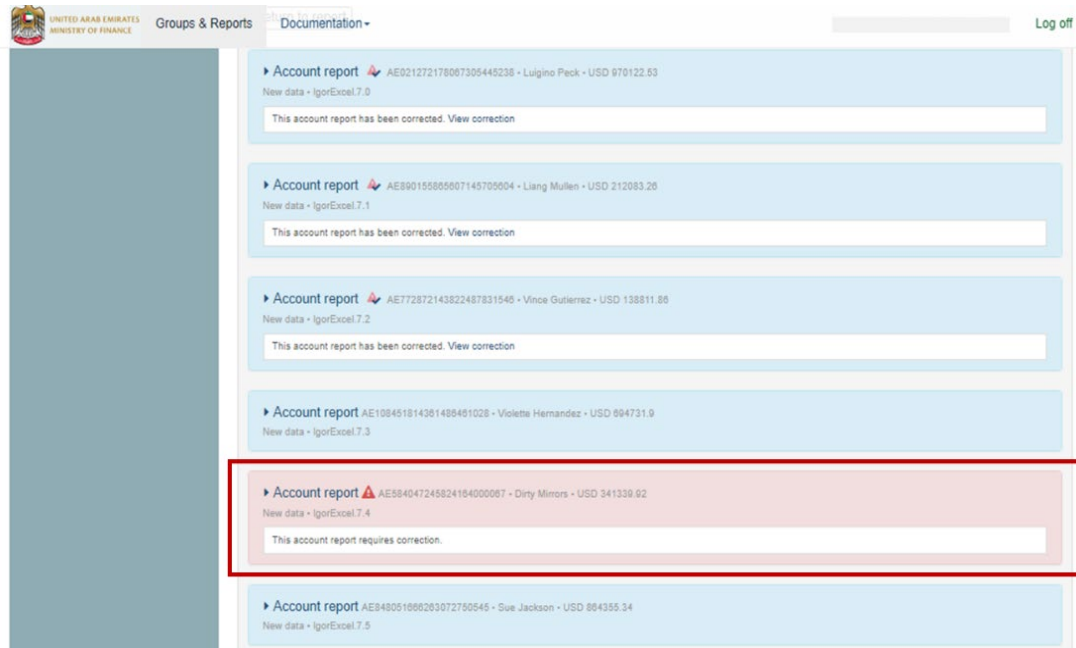 UNITED ARAB EMIRATES
MINISTRY OF FINANCE
Groups & Reports
Documentation
Log off
Account report AE021272178067305445238 • Luigino Peck • USD 970122.53
New data • IgorExcel.7.0
This account report has been corrected. View correction
Account report AE890155865607145705604 • Liang Mullen • USD 212083.26
New data • IgorExcel.7.1
This account report has been corrected. View correction
Account report AE772872143822487831546 • Vince Gutierrez • USD 138811.86
New data • IgorExcel.7.2
This account report has been corrected. View correction
Account report AE108451814361486461028 • Violette Hernandez • USD 694731.9
New data • IgorExcel.7.3
Account report AE584047245824164000067 • Dirty Mirrors • USD 341339.92
New data • IgorExcel.7.4
This account report requires correction.
Account report AE848051666263072750545 • Sue Jackson • USD 864355.34
New data • IgorExcel.7.5